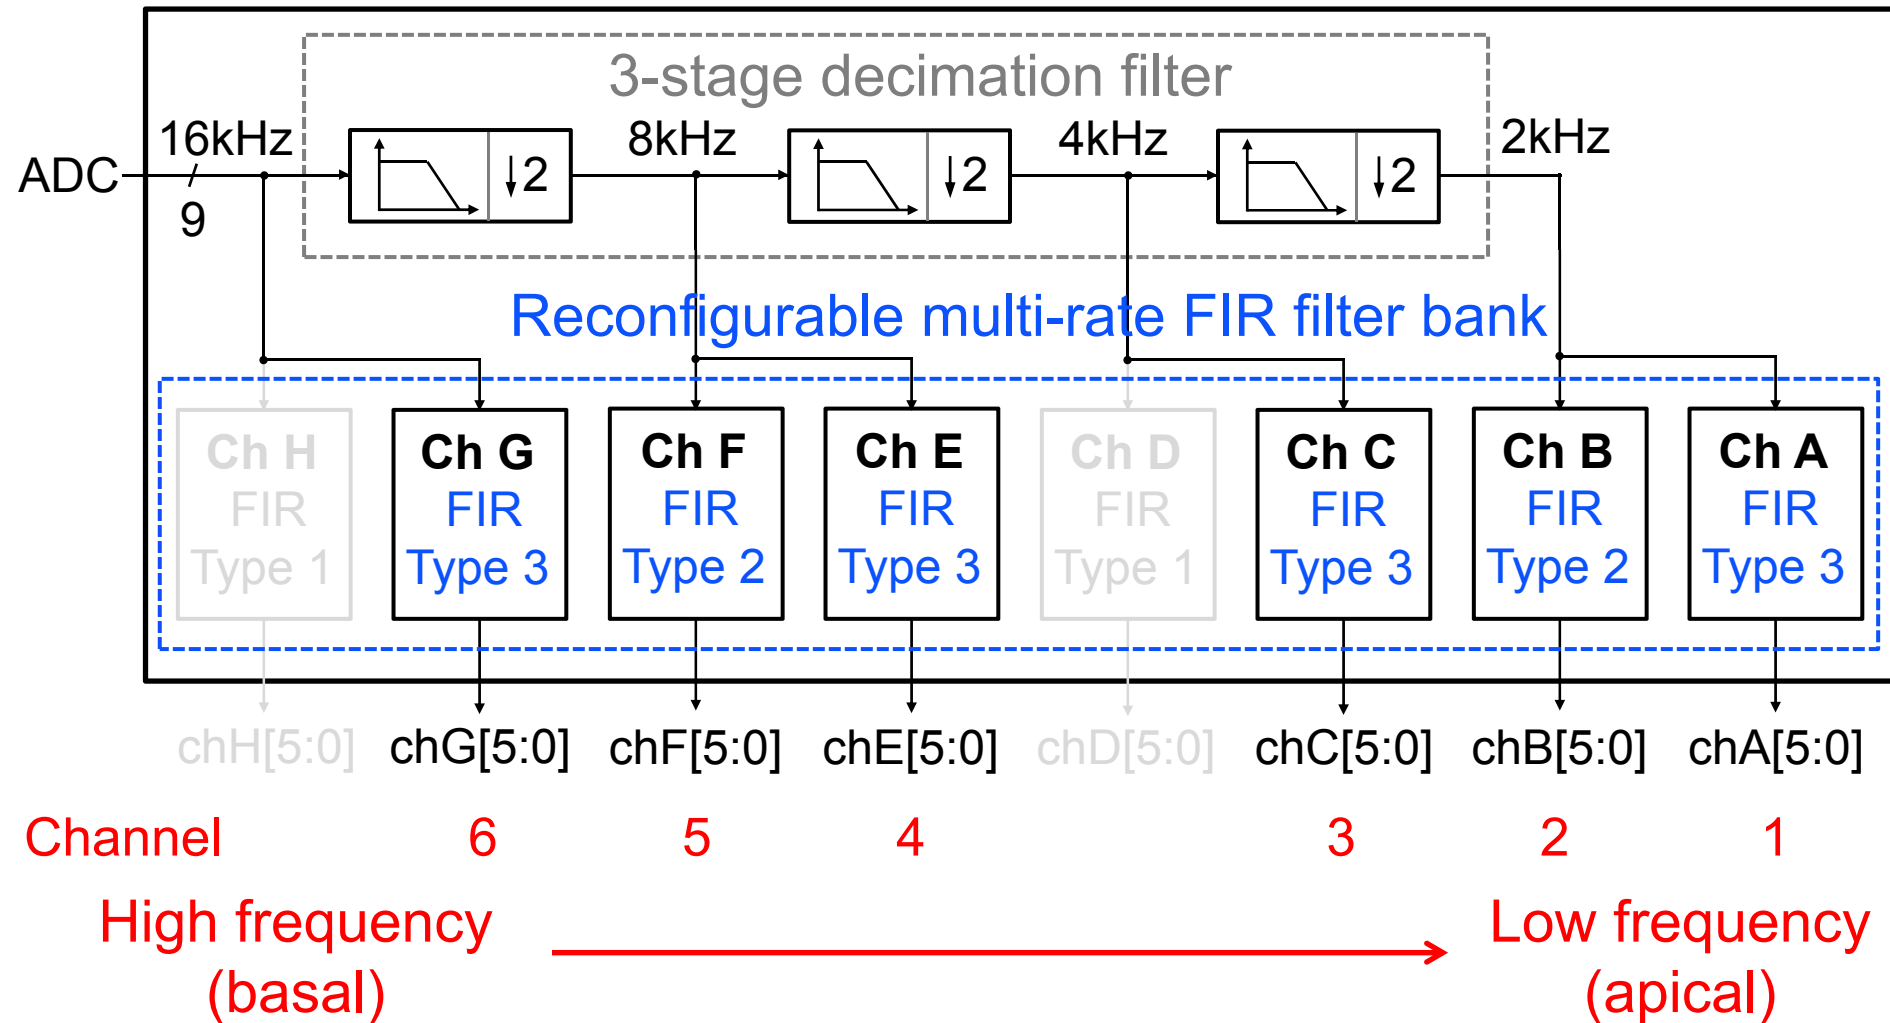 3-stage decimation filter
16kHz
8kHz
4kHz
2kHz
ADC
9
↓2
↓2
↓2
Reconfigurable multi-rate FIR filter bank
Ch H
FIR
Type 1
Ch G
FIR
Type 3
Ch F
FIR
Type 2
Ch E
FIR
Type 3
Ch D
FIR
Type 1
Ch C
FIR
Type 3
Ch B
FIR
Type 2
Ch A
FIR
Type 3
chH[5:0]
chG[5:0]
chF[5:0]
chE[5:0]
chD[5:0]
chC[5:0]
chB[5:0]
chA[5:0]
Channel
6
5
4
3
2
1
High frequency
(basal)
Low frequency
(apical)